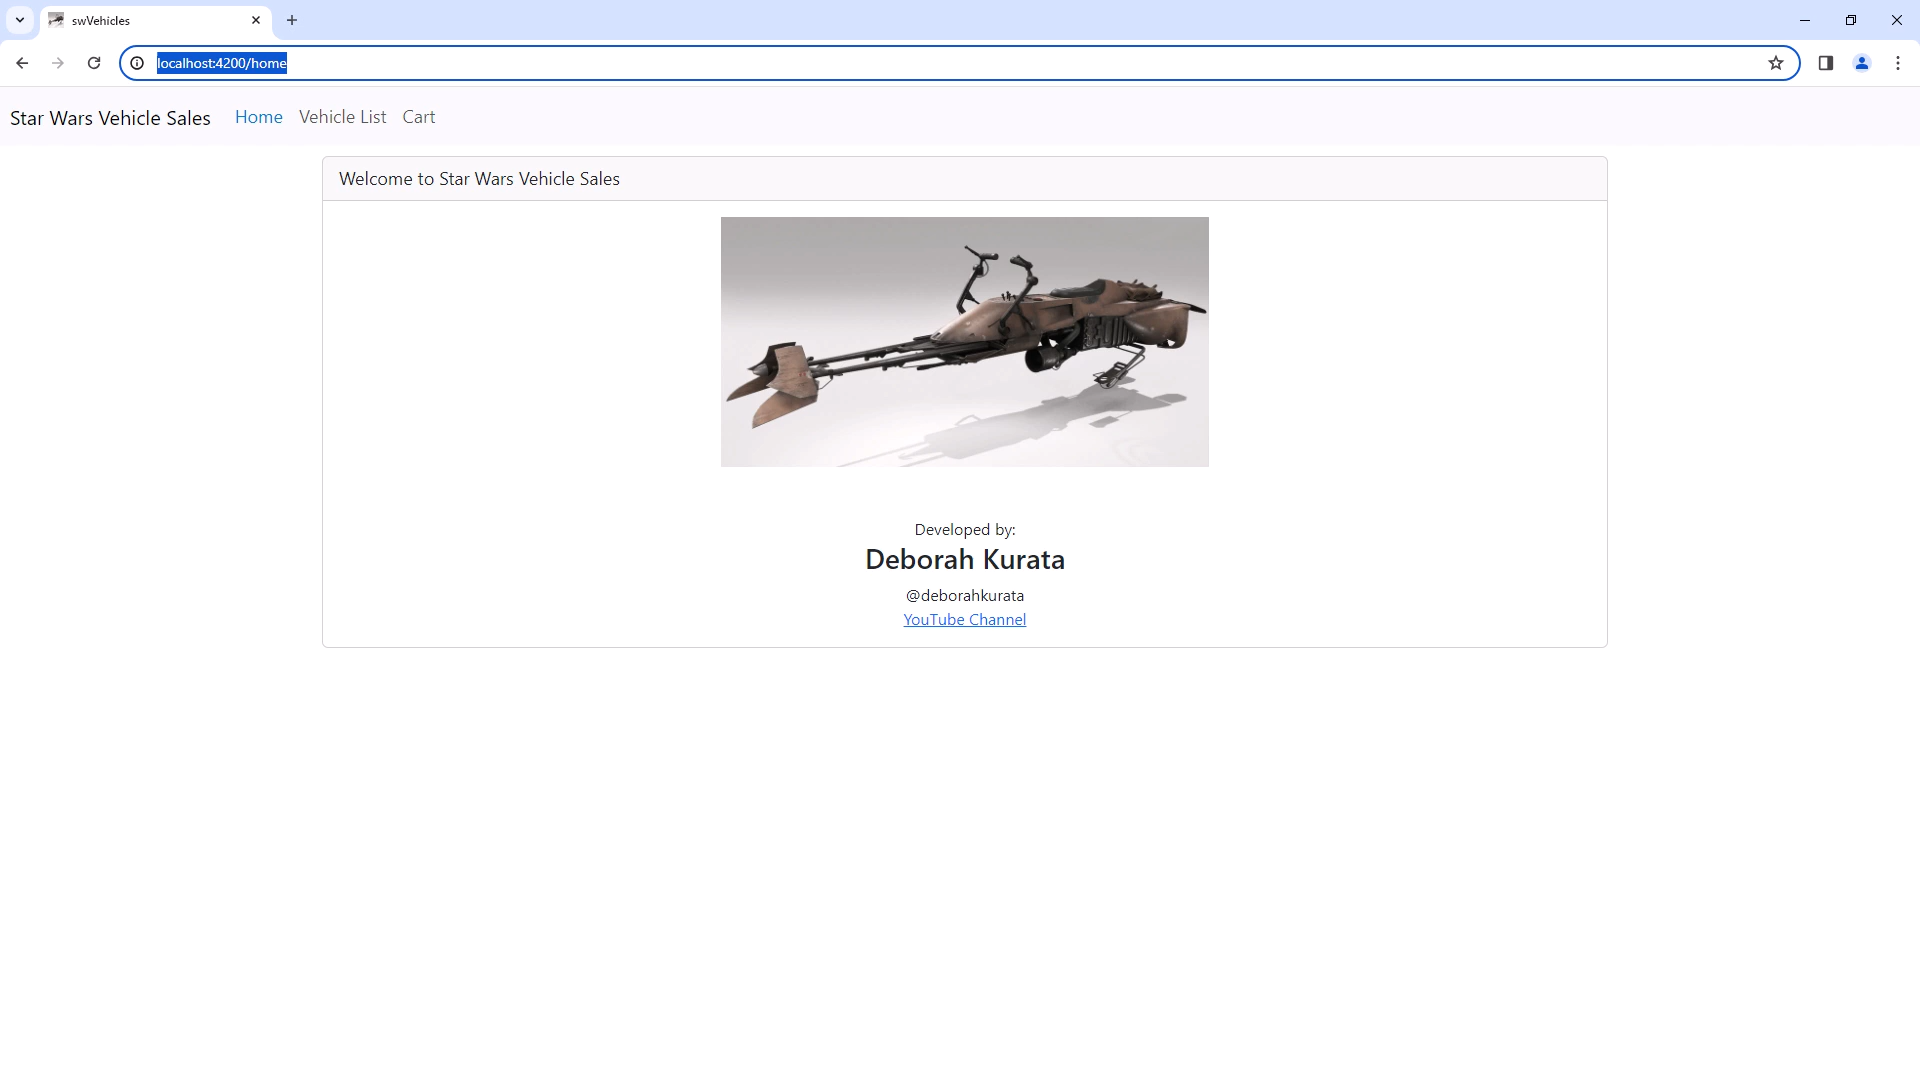 swVehicles
localhost:4200/home
Star Wars Vehicle Sales Home Vehicle List Cart
Welcome to Star Wars Vehicle Sales
Developed by:
Deborah Kurata
@deborahkurata
YouTube Channel